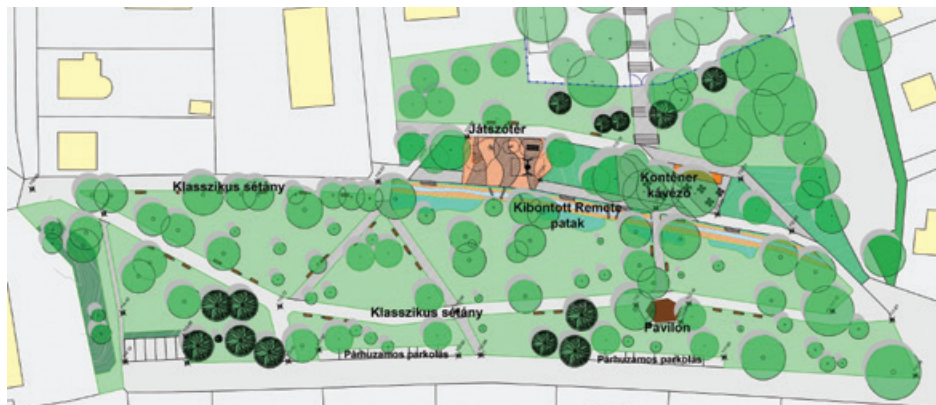 Játszótér
Klasszikus sétány
Konténer
kávézó
Kibontott Remete
patak
Klasszikus sétány
Pavilon
Párhuzamos parkolás
Párhuzamos parkolás